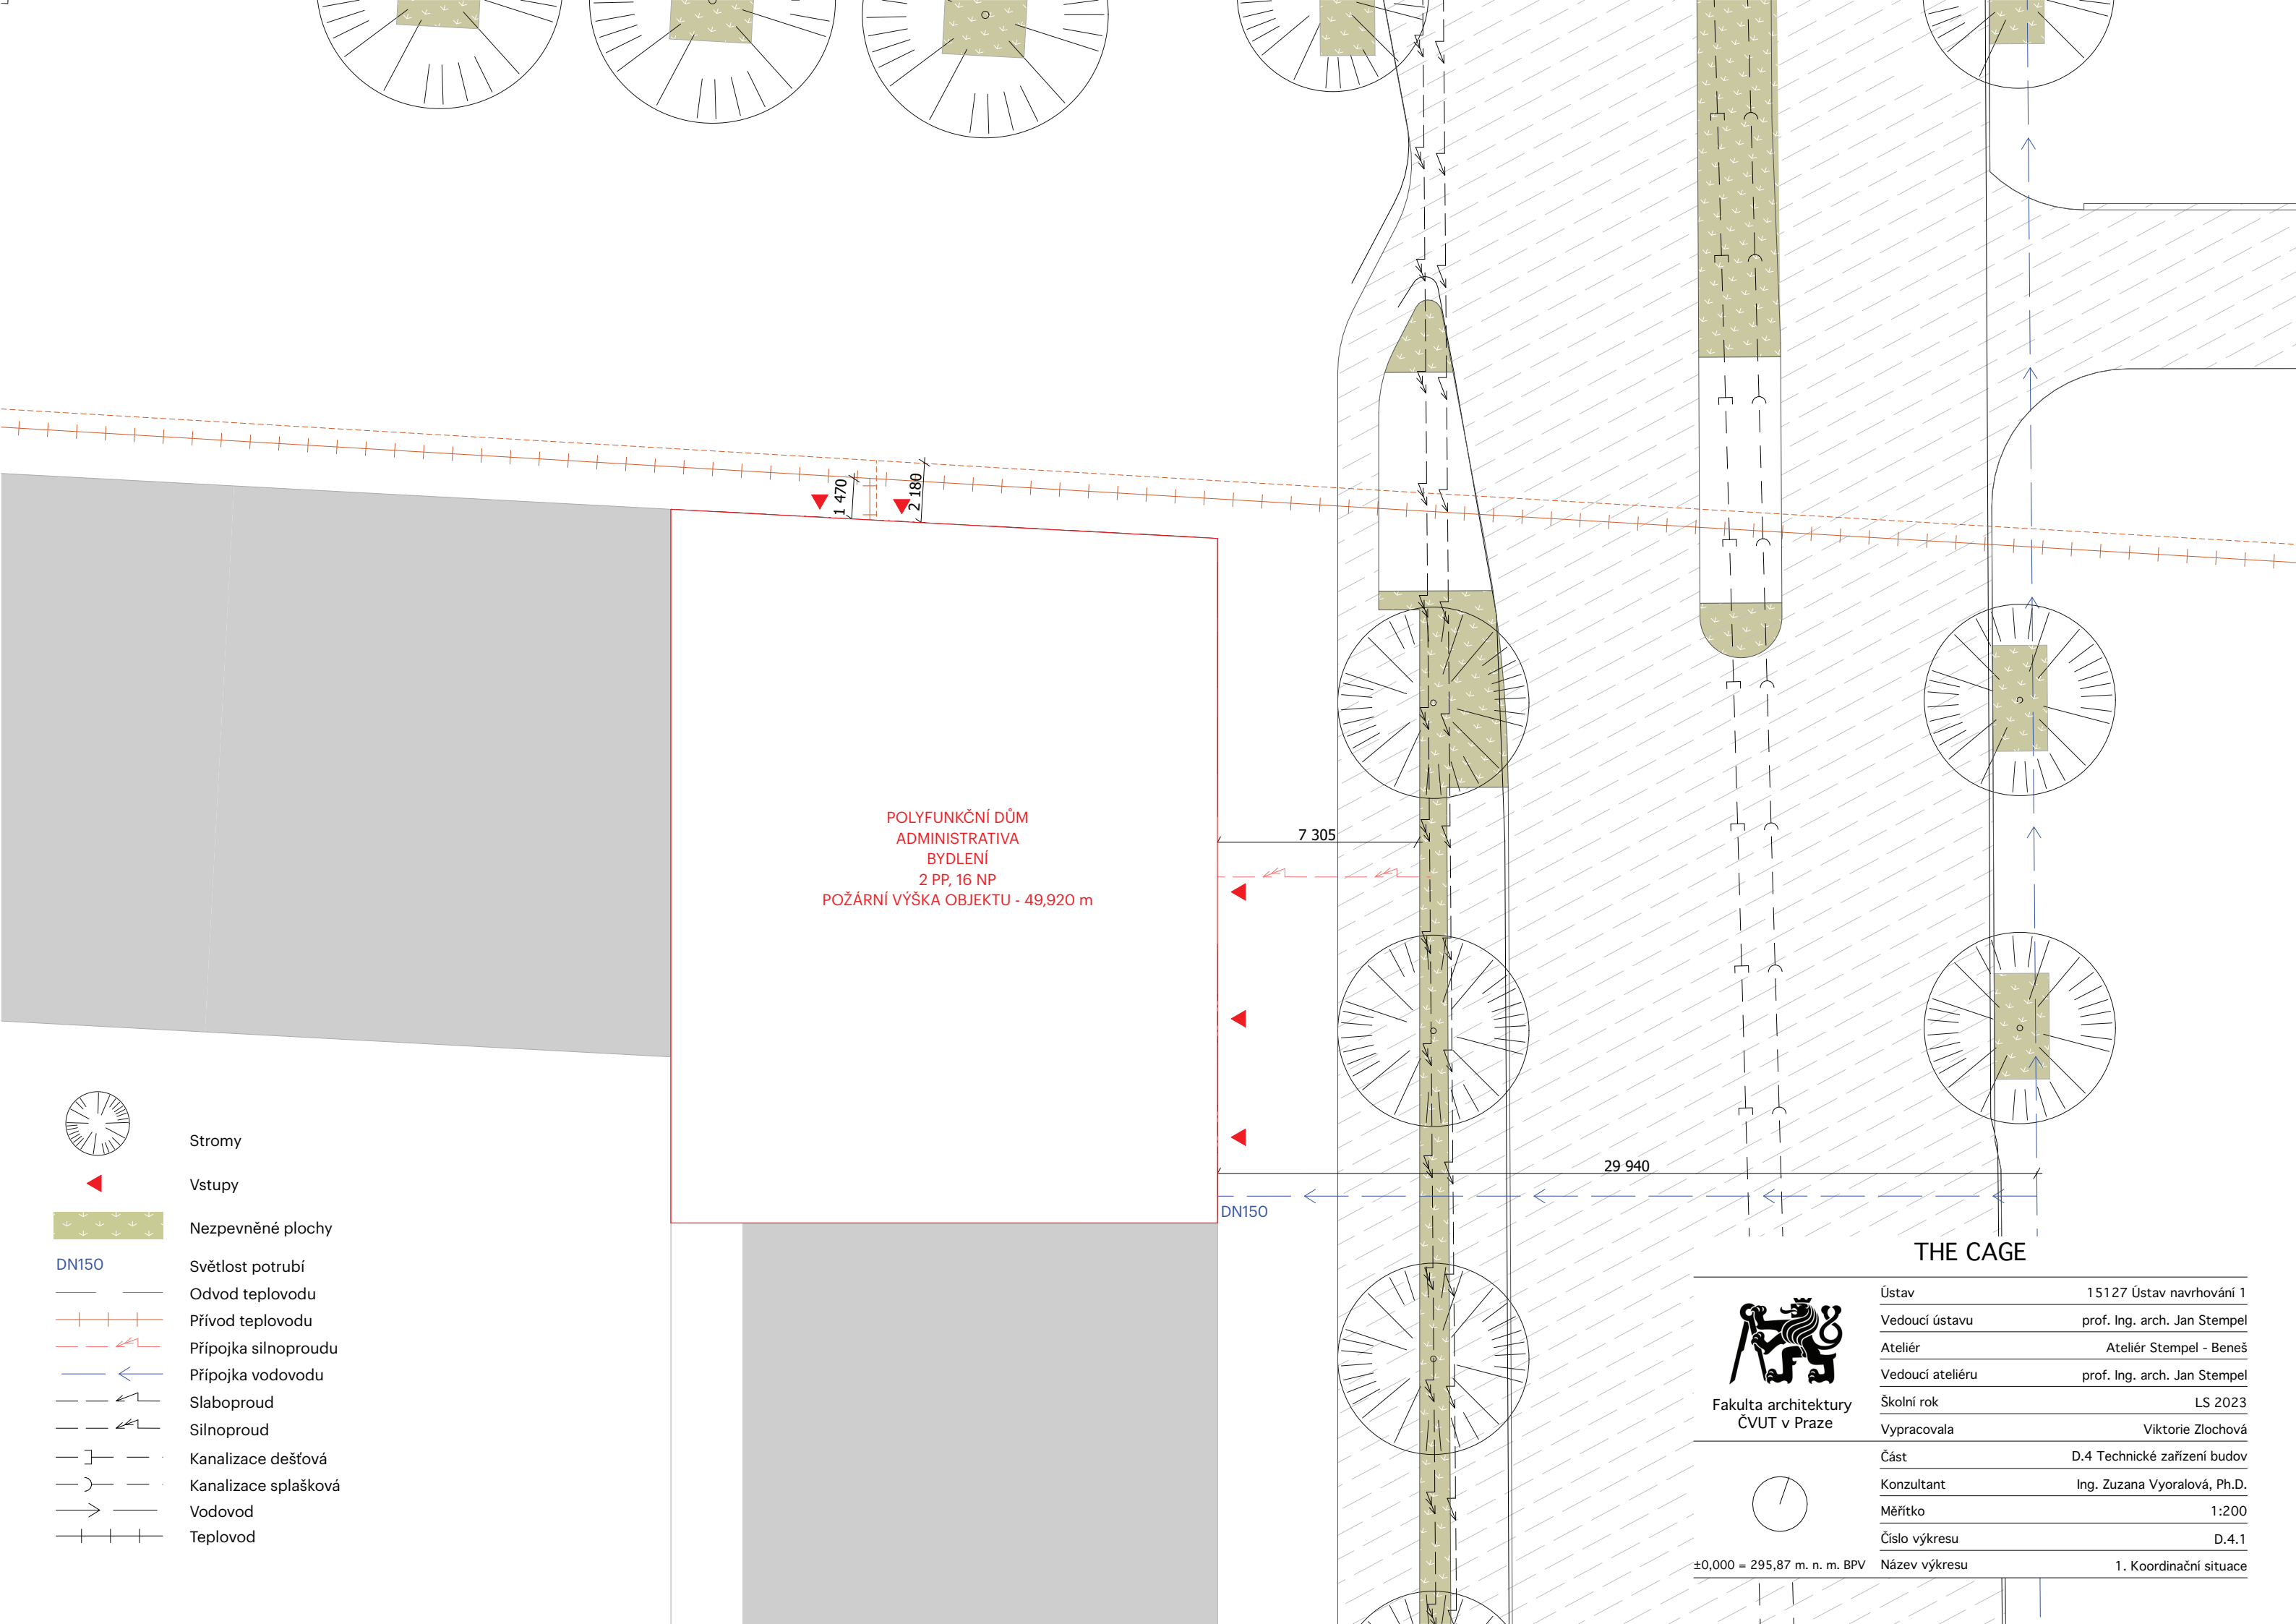 1 470
2 180
POLYFUNKČNÍ DŮM
ADMINISTRATIVA
BYDLENÍ
2 PP, 16 NP
POŽÁRNÍ VÝŠKA OBJEKTU - 49,920 m
7 305
29 940
DN150
Stromy
Vstupy
Nezpevněné plochy
DN150 Světlost potrubí
Odvod teplovodu
Přívod teplovodu
Přípojka silnoproudu
Přípojka vodovodu
Slaboproud
Silnoproud
Kanalizace dešťová
Kanalizace splašková
Vodovod
Teplovod
THE CAGE
Fakulta architektury
ČVUT v Praze
±0,000 = 295,87 m. n. m. BPV
Ústav 15127 Ústav navrhování 1
Vedoucí ústavu prof. Ing. arch. Jan Stempel
Ateliér Ateliér Stempel - Beneš
Vedoucí ateliéru prof. Ing. arch. Jan Stempel
Školní rok LS 2023
Vypracovala Viktorie Zlochová
Část D.4 Technické zařízení budov
Konzultant Ing. Zuzana Vyoralová, Ph.D.
Měřítko 1:200
Číslo výkresu D.4.1
Název výkresu 1. Koordinační situace